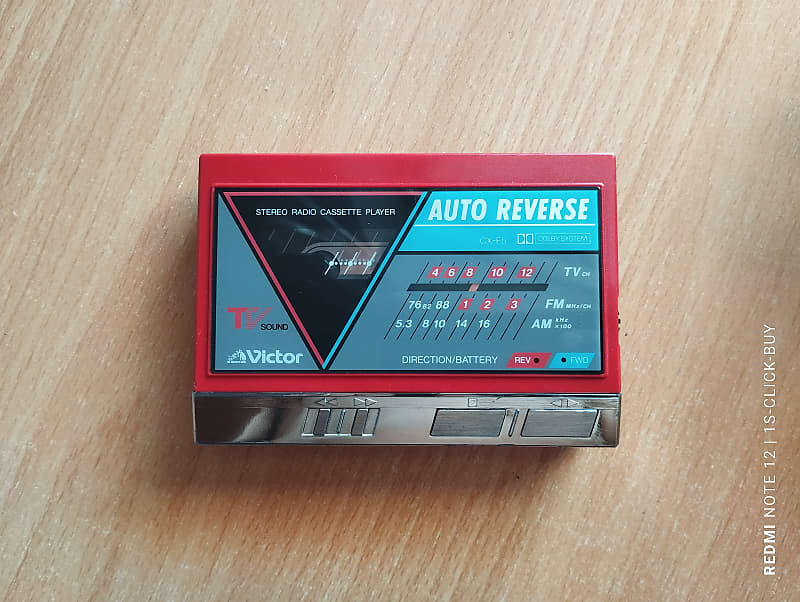 STEREO RADIO CASSETTE PLAYER
AUTO REVERSE
CX-F5 DOLBY SYSTEM
4 6 8 10 12 TV CH
76 82 88 1 2 3 FM MHz/CH
5.3 8 10 14 16 AM kHz ×100
TV SOUND
Victor
DIRECTION/BATTERY REV FWD
REDMI NOTE 12 | 1S-CLICK-BUY